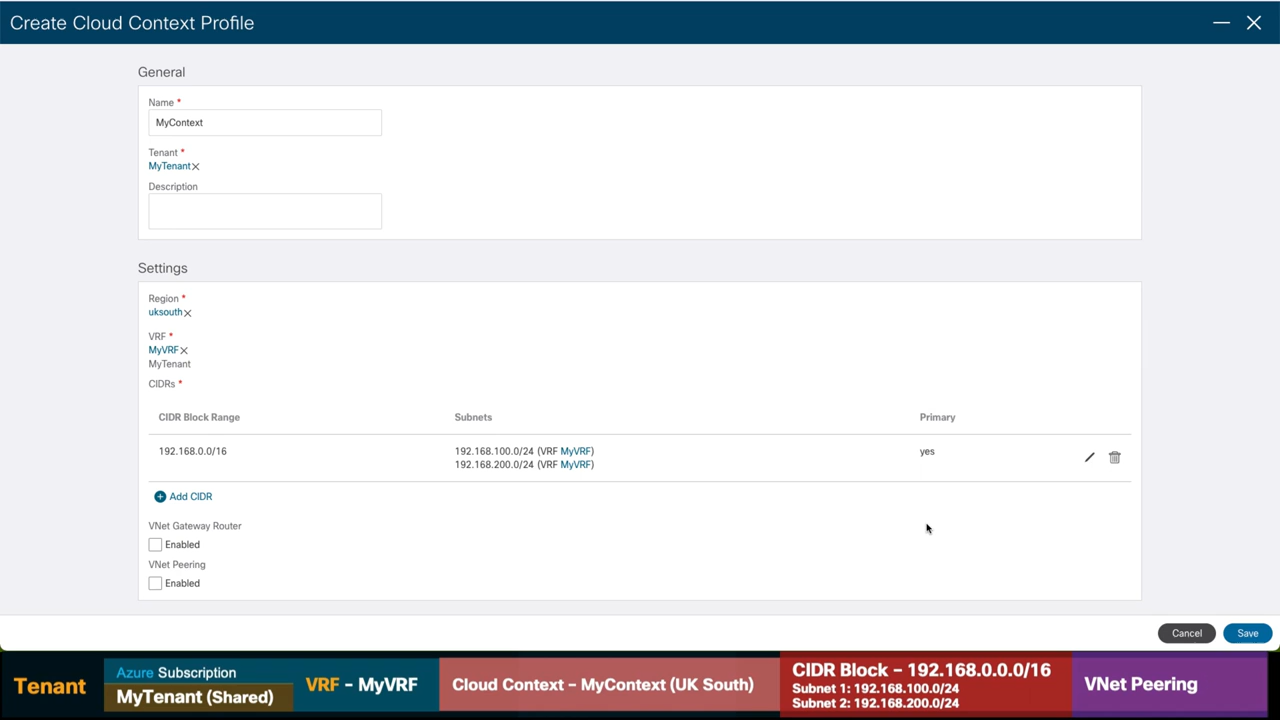 Create Cloud Context Profile
General
Name *
MyContext
Tenant *
MyTenant
Description
Settings
Region *
uksouth
VRF *
MyVRF
MyTenant
CIDRs *
CIDR Block Range Subnets Primary
192.168.0.0/16 192.168.100.0/24 (VRF MyVRF) yes
192.168.200.0/24 (VRF MyVRF)
Add CIDR
VNet Gateway Router
Enabled
VNet Peering
Enabled
Cancel Save
Tenant
Azure Subscription
MyTenant (Shared)
VRF – MyVRF
Cloud Context – MyContext (UK South)
CIDR Block – 192.168.0.0.0/16
Subnet 1: 192.168.100.0/24
Subnet 2: 192.168.200.0/24
VNet Peering